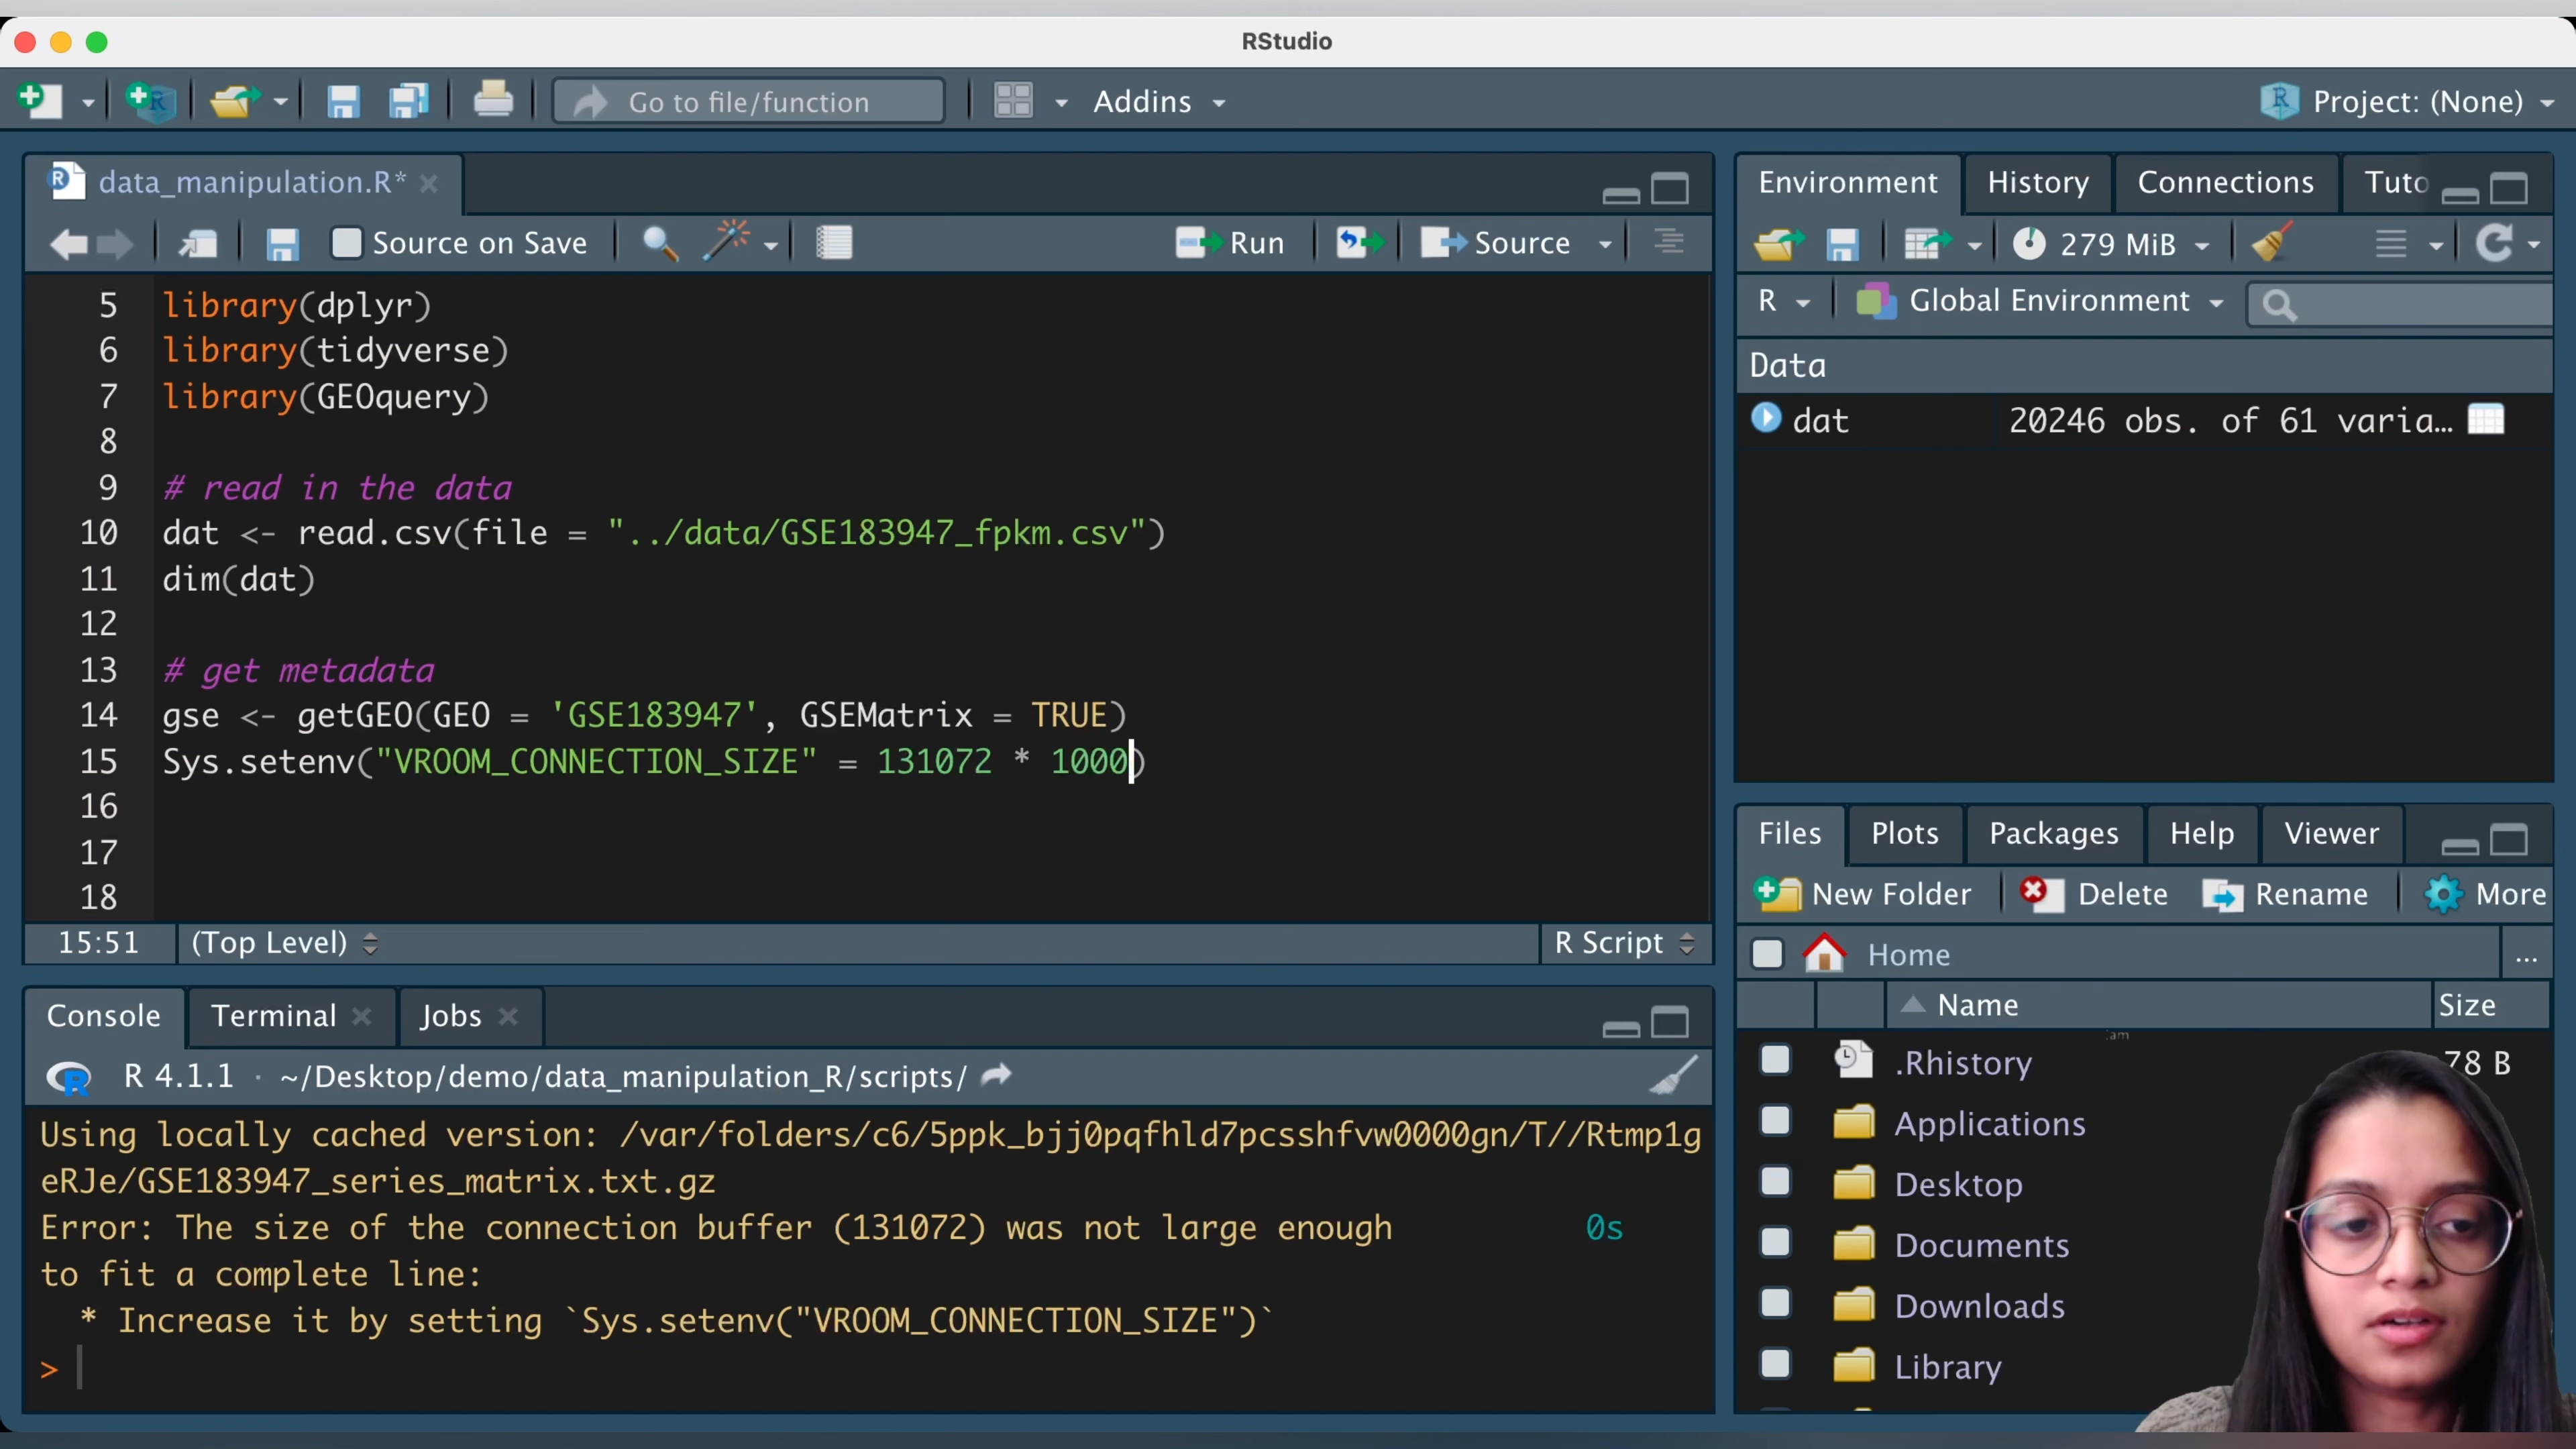 RStudio
Go to file/function
Addins
Project: (None)
data_manipulation.R*
Source on Save
Run
Source
5 library(dplyr)
6 library(tidyverse)
7 library(GEOquery)
8
9 # read in the data
10 dat <- read.csv(file = "../data/GSE183947_fpkm.csv")
11 dim(dat)
12
13 # get metadata
14 gse <- getGEO(GEO = 'GSE183947', GSEMatrix = TRUE)
15 Sys.setenv("VROOM_CONNECTION_SIZE" = 131072 * 1000)
16
17
18
15:51 (Top Level) R Script
Console Terminal Jobs
R 4.1.1 · ~/Desktop/demo/data_manipulation_R/scripts/
Using locally cached version: /var/folders/c6/5ppk_bjj0pqfhld7pcsshfvw0000gn/T//Rtmp1g
eRJe/GSE183947_series_matrix.txt.gz
Error: The size of the connection buffer (131072) was not large enough 0s
to fit a complete line:
* Increase it by setting `Sys.setenv("VROOM_CONNECTION_SIZE")`
>
Environment History Connections Tuto
279 MiB
R Global Environment
Data
dat 20246 obs. of 61 varia…
Files Plots Packages Help Viewer
New Folder Delete Rename More
Home ...
Name Size
.Rhistory 78 B
Applications
Desktop
Documents
Downloads
Library